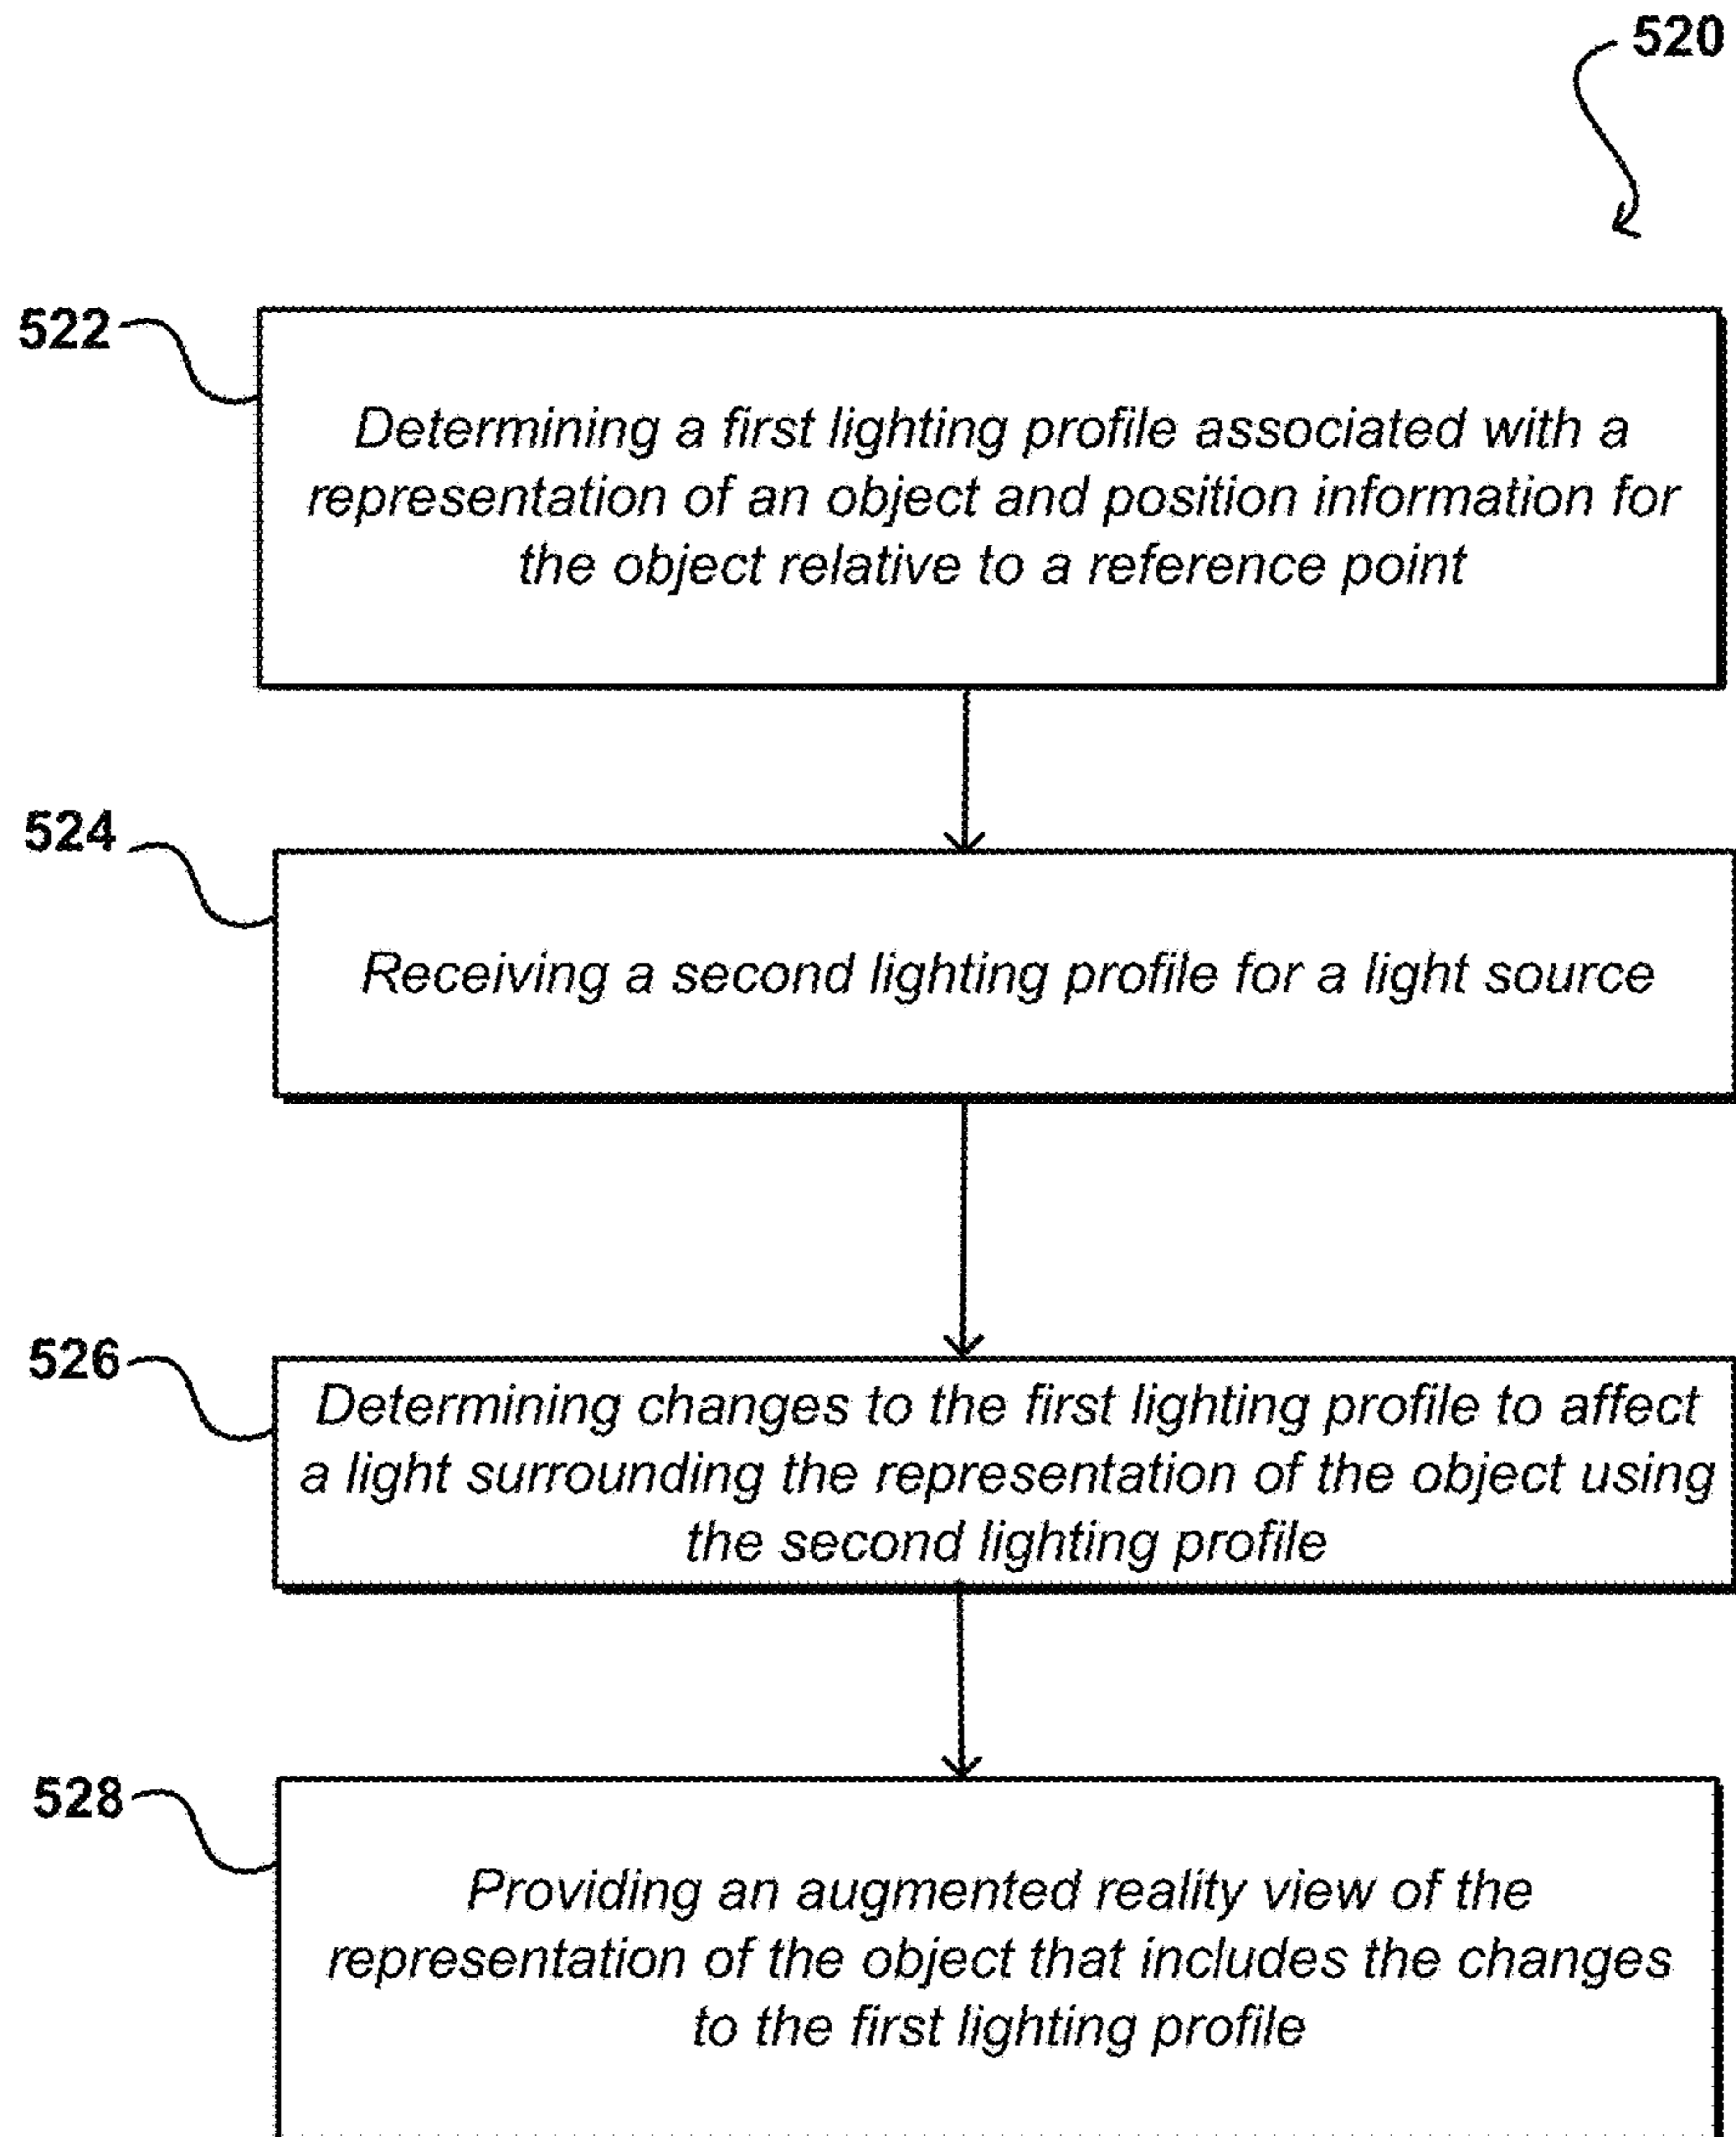 520
522
Determining a first lighting profile associated with a
representation of an object and position information for
the object relative to a reference point
524
Receiving a second lighting profile for a light source
526
Determining changes to the first lighting profile to affect
a light surrounding the representation of the object using
the second lighting profile
528
Providing an augmented reality view of the
representation of the object that includes the changes
to the first lighting profile